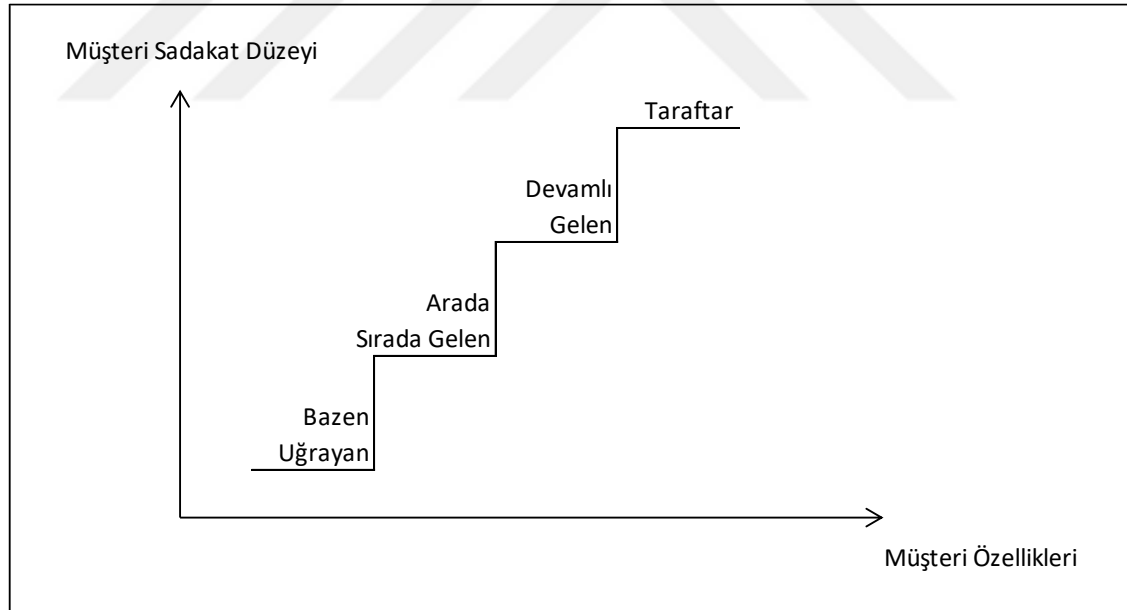 Müşteri Sadakat Düzeyi
Taraftar
Devamlı
Gelen
Arada
Sırada Gelen
Bazen
Uğrayan
Müşteri Özellikleri